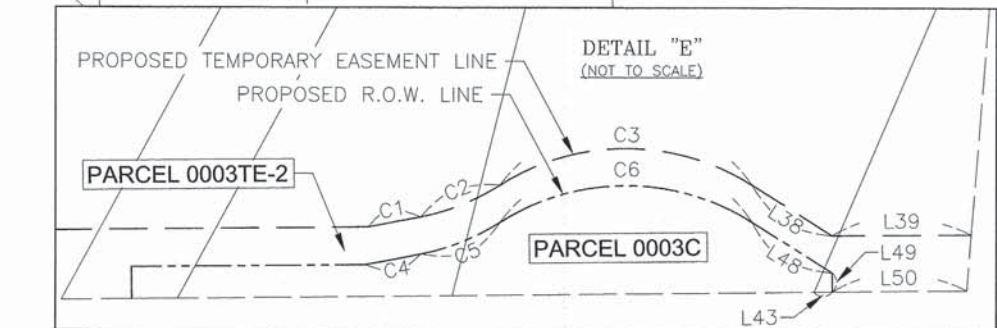 DETAIL "E"
(NOT TO SCALE)
PROPOSED TEMPORARY EASEMENT LINE
PROPOSED R.O.W. LINE
PARCEL 0003TE-2
C1
C2
C3
C6
C4
C5
PARCEL 0003C
L38
L39
L48
L49
L50
L43